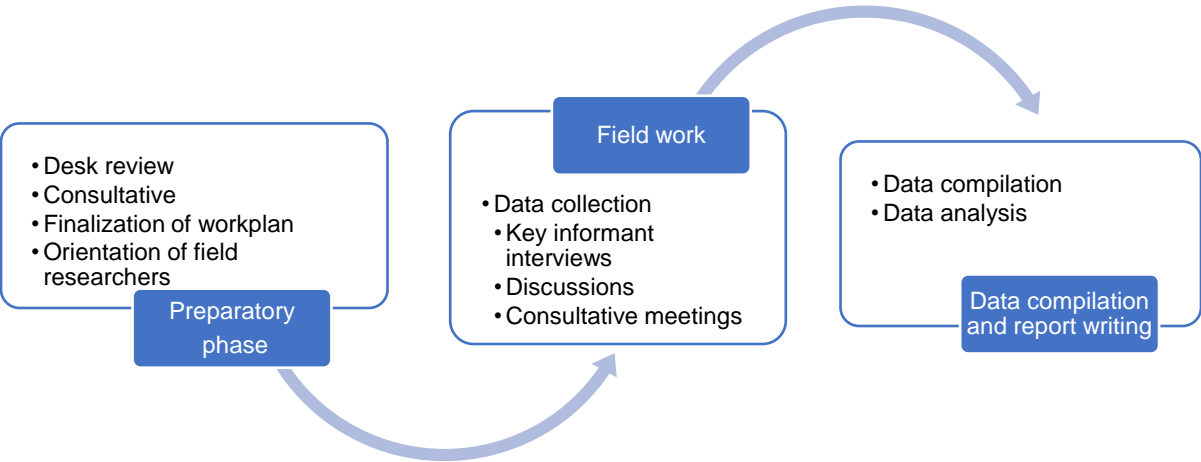 • Desk review
• Consultative
• Finalization of workplan
• Orientation of field
researchers
Preparatory
phase
Field work
• Data collection
• Key informant
interviews
• Discussions
• Consultative meetings
• Data compilation
• Data analysis
Data compilation
and report writing